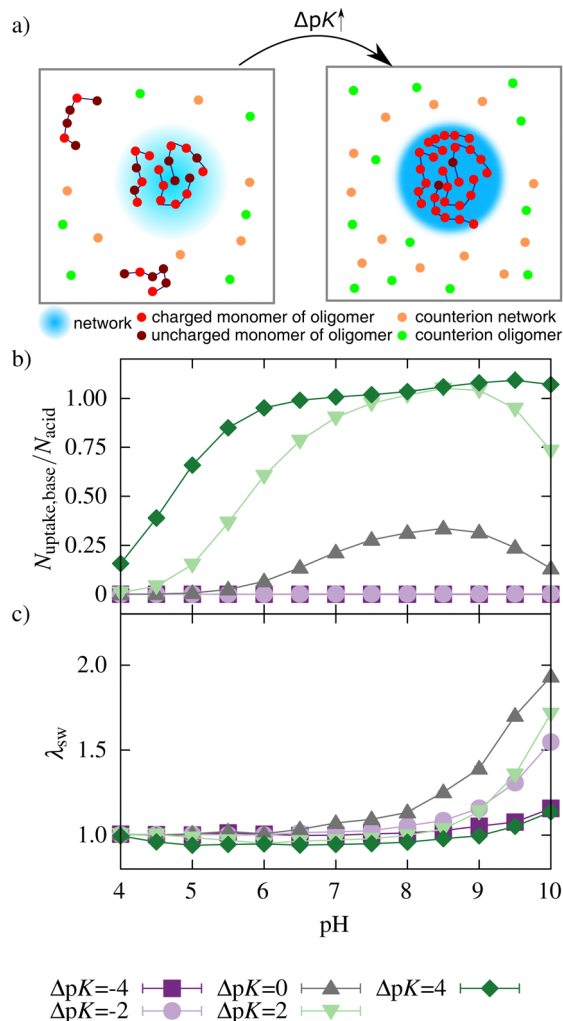 a)
ΔpK↑
network
charged monomer of oligomer
uncharged monomer of oligomer
counterion network
counterion oligomer
b)
N_uptake,base/N_acid
1.00
0.75
0.50
0.25
0
c)
λ_sw
2.0
1.5
1.0
4 5 6 7 8 9 10
pH
ΔpK=-4 ΔpK=0 ΔpK=4
ΔpK=-2 ΔpK=2